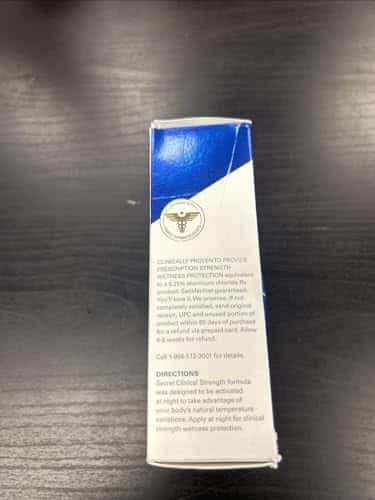 CLINICALLY PROVEN TO PROVIDE
PRESCRIPTION STRENGTH
WETNESS PROTECTION equivalent
to a 6.25% aluminum chloride Rx
product. Satisfaction guaranteed.
You'll love it. We promise. If not
completely satisfied, send original
receipt, UPC and unused portion of
product within 60 days of purchase
for a refund via prepaid card. Allow
6-8 weeks for refund.
Call 1-866-512-3001 for details.
DIRECTIONS
Secret Clinical Strength formula
was designed to be activated
at night to take advantage of
your body's natural temperature
variations. Apply at night for clinical
strength wetness protection.